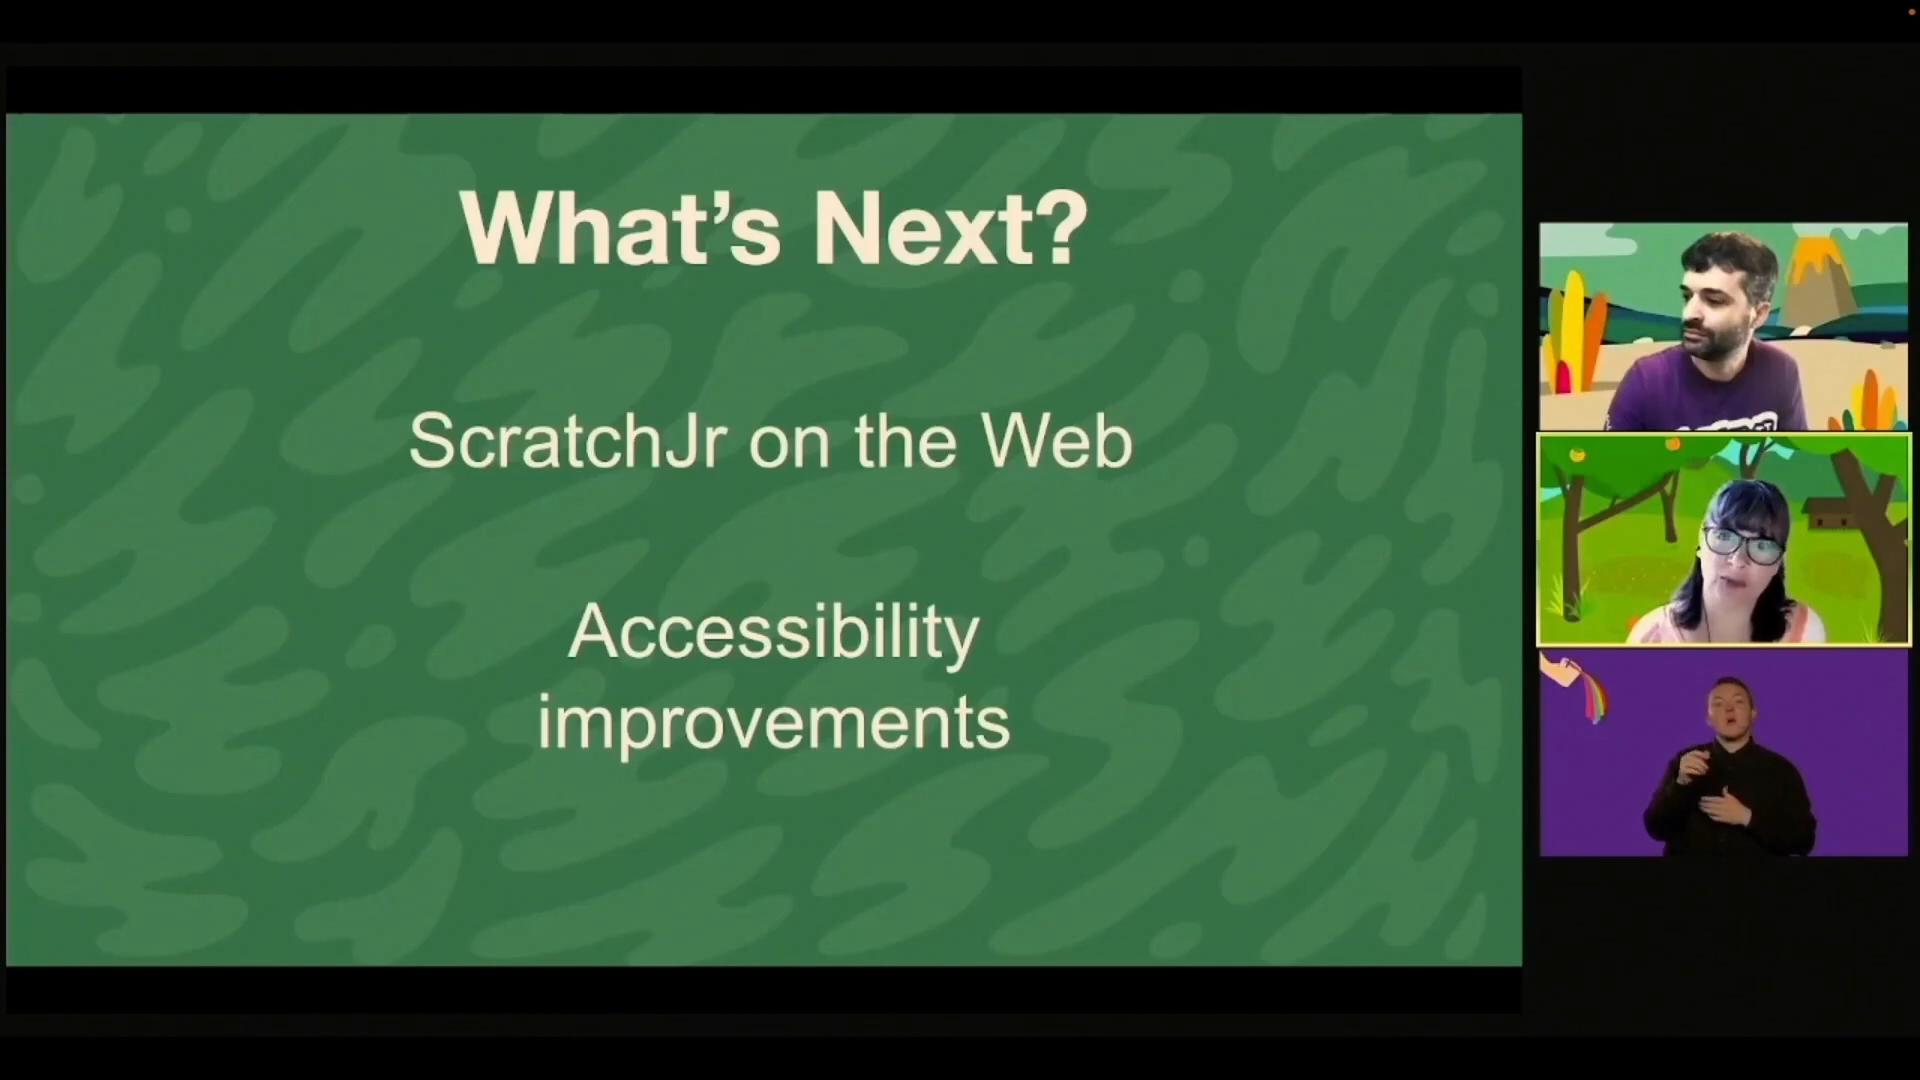 What’s Next?
ScratchJr on the Web
Accessibility
improvements